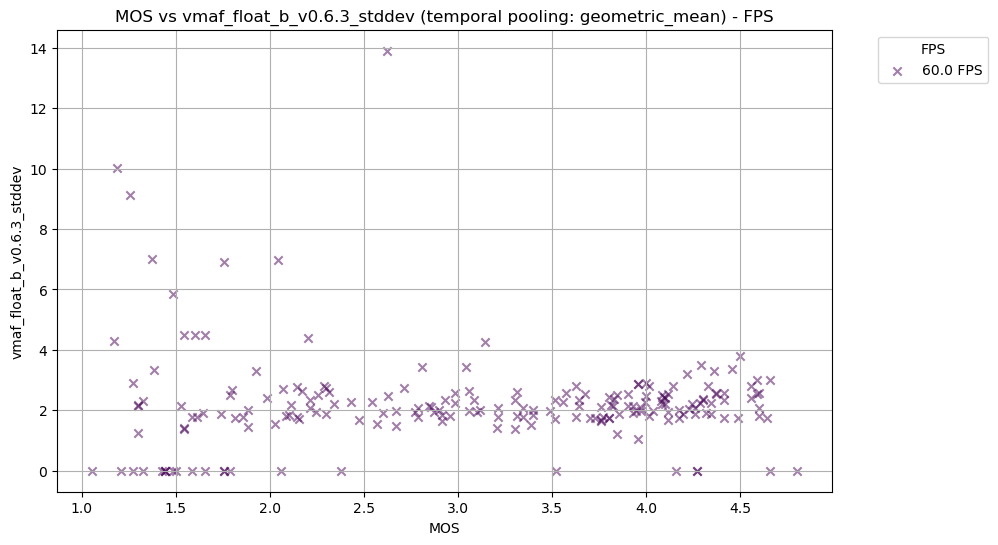 MOS vs vmaf_float_b_v0.6.3_stddev (temporal pooling: geometric_mean) - FPS
FPS
60.0 FPS
14
12
10
8
6
4
2
0
vmaf_float_b_v0.6.3_stddev
1.0 1.5 2.0 2.5 3.0 3.5 4.0 4.5
MOS